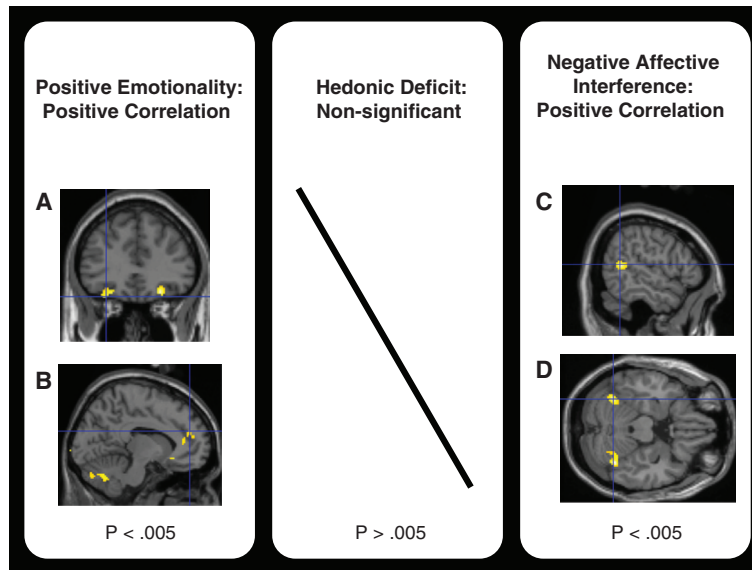 Positive Emotionality:
Positive Correlation
A
B
P < .005
Hedonic Deficit:
Non-significant
P > .005
Negative Affective
Interference:
Positive Correlation
C
D
P < .005